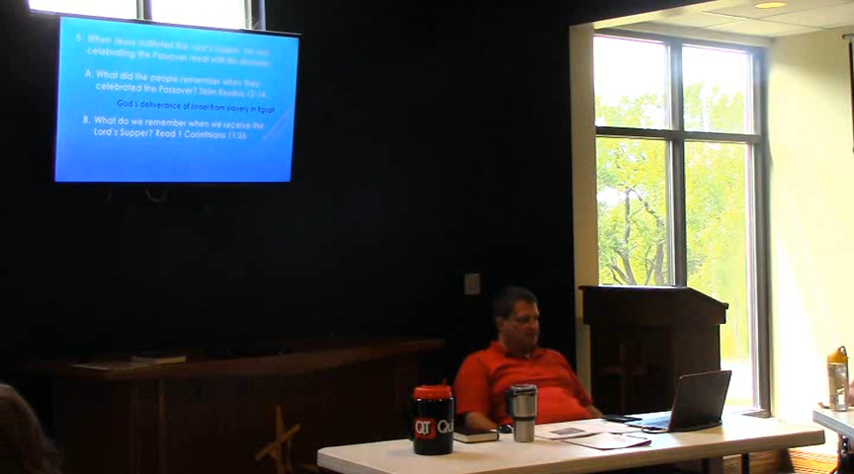 5. When Jesus instituted the Lord's Supper, He was
celebrating the Passover meal with his disciples.
A. What did the people remember when they
celebrated the Passover? Skim Exodus 12-14
God's deliverance of Israel from slavery in Egypt
B. What do we remember when we receive the
Lord's Supper? Read 1 Corinthians 11:26
QT Qu